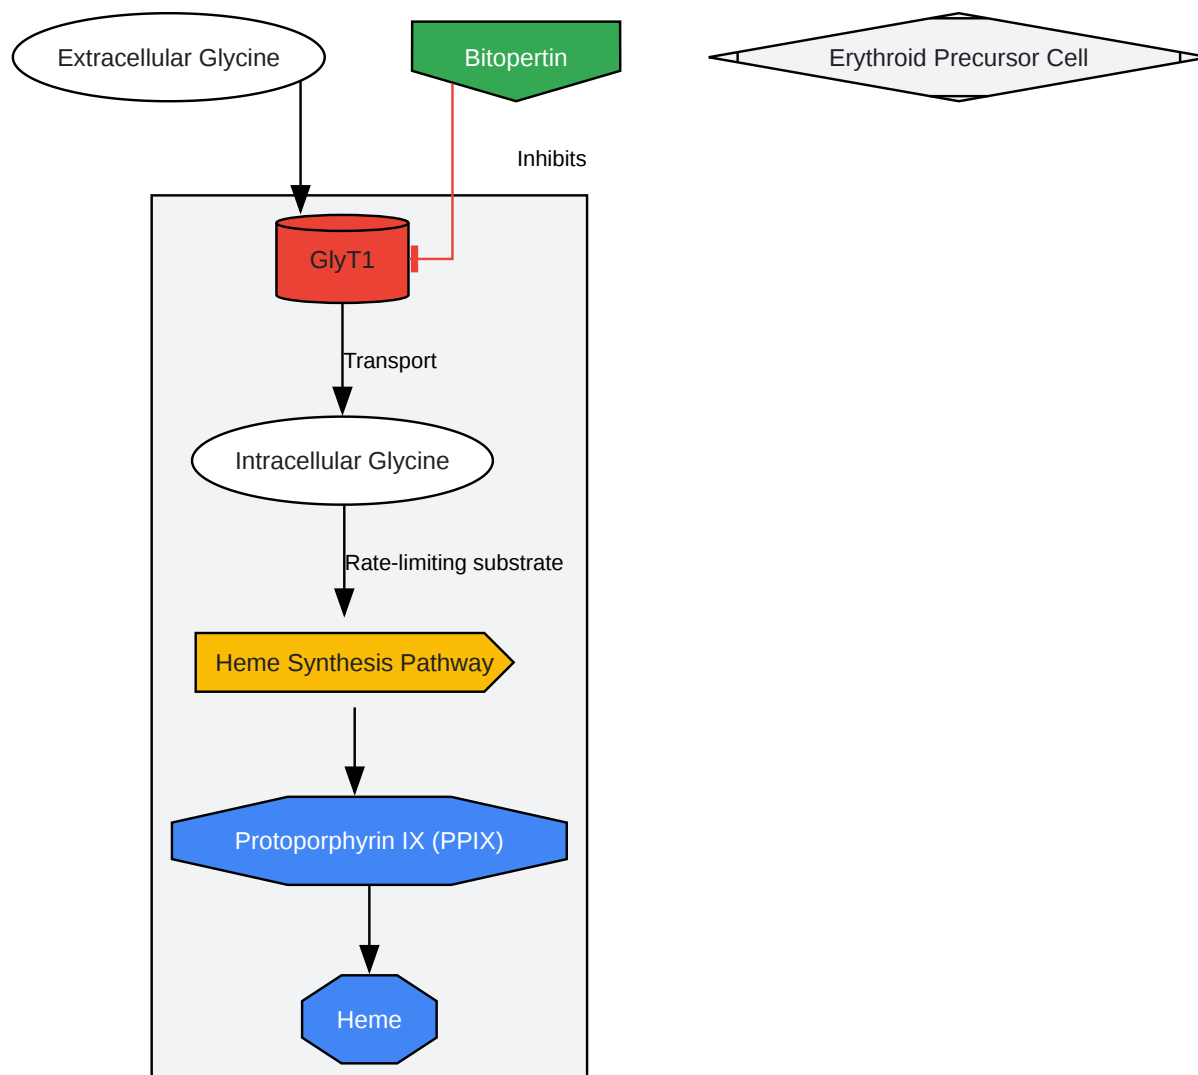 Extracellular Glycine
Bitopertin
Erythroid Precursor Cell
Inhibits
GlyT1
Transport
Intracellular Glycine
Rate-limiting substrate
Heme Synthesis Pathway
Protoporphyrin IX (PPIX)
Heme